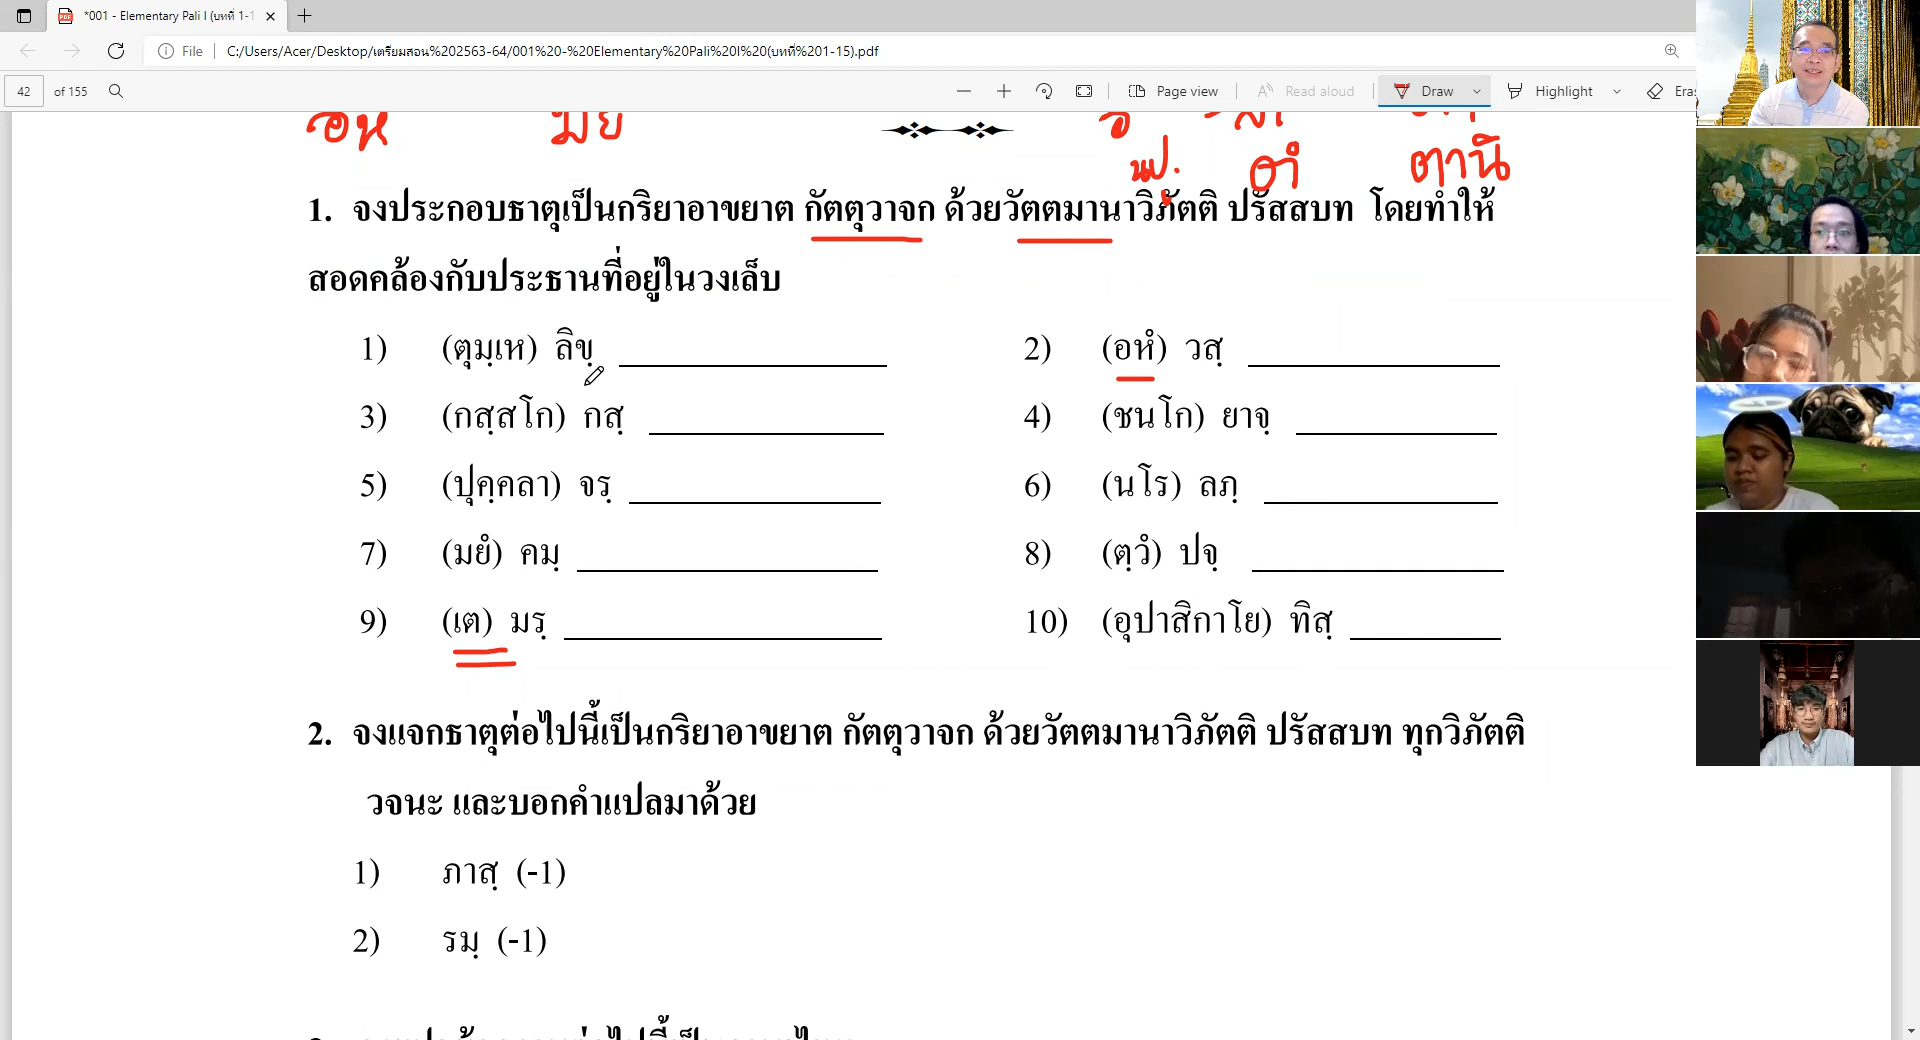 *001 - Elementary Pali I (บทที่ 1-1
File
C:/Users/Acer/Desktop/เตรียมสอน%202563-64/001%20-%20Elementary%20Pali%20I%20(บทที่%201-15).pdf
42 of 155
Page view
Read aloud
Draw
Highlight
Eras
นป. ตํ ตานิ
1. จงประกอบธาตุเป็นกริยาอาขยาต กัตตุวาจก ด้วยวัตตมานาวิภัตติ ปรัสสบท โดยทำให้
สอดคล้องกับประธานที่อยู่ในวงเล็บ
1) (ตุมฺเห) ลิขฺ
2) (อหํ) วสฺ
3) (กสฺสโก) กสฺ
4) (ชนโก) ยาจฺ
5) (ปุคฺคลา) จรฺ
6) (นโร) ลภฺ
7) (มยํ) คมฺ
8) (ตฺวํ) ปจฺ
9) (เต) มรฺ
10) (อุปาสิกาโย) ทิสฺ
2. จงแจกธาตุต่อไปนี้เป็นกริยาอาขยาต กัตตุวาจก ด้วยวัตตมานาวิภัตติ ปรัสสบท ทุกวิภัตติ
วจนะ และบอกคำแปลมาด้วย
1) ภาสฺ (-1)
2) รมฺ (-1)